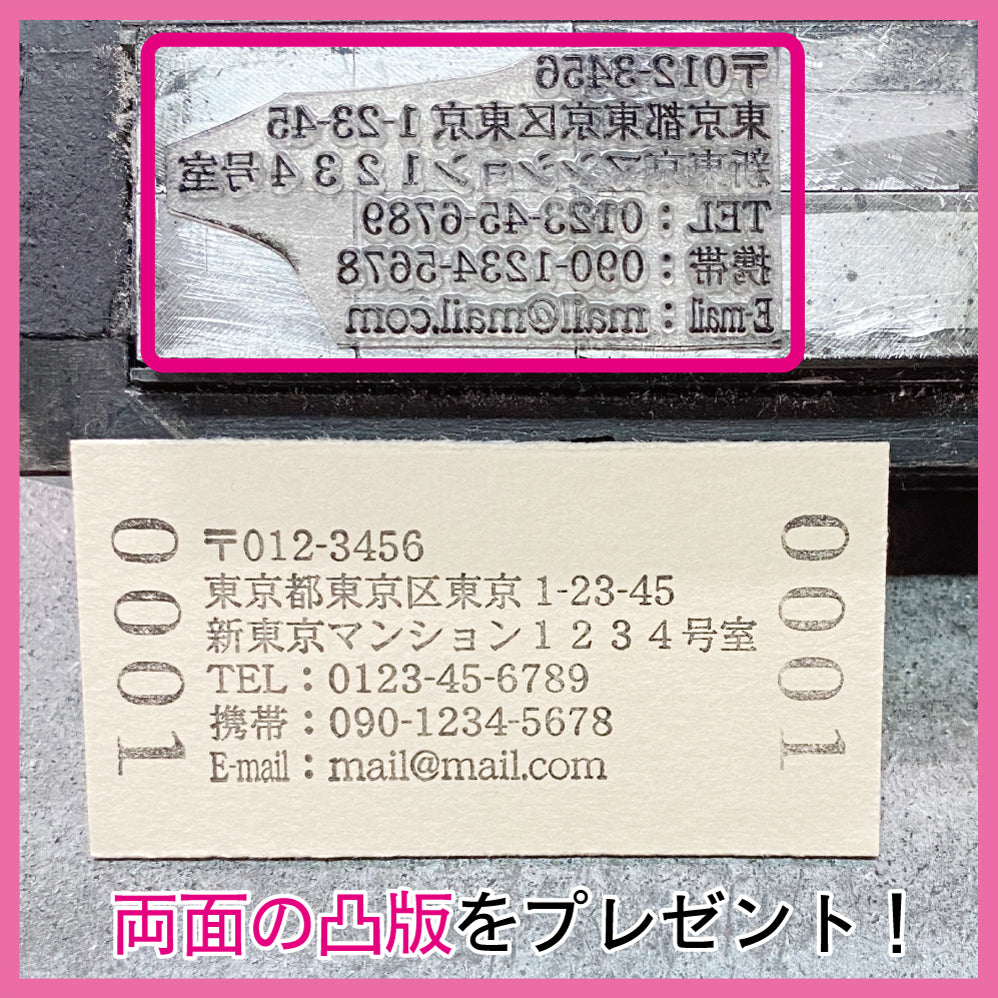 〒012-3456
東京都東京区東京 1-23-45
新東京マンション１２３４号室
TEL：0123-45-6789
携帯：090-1234-5678
E-mail：mail@mail.com
0001
〒012-3456
東京都東京区東京 1-23-45
新東京マンション１２３４号室
TEL：0123-45-6789
携帯：090-1234-5678
E-mail：mail@mail.com
0001
両面の凸版をプレゼント！